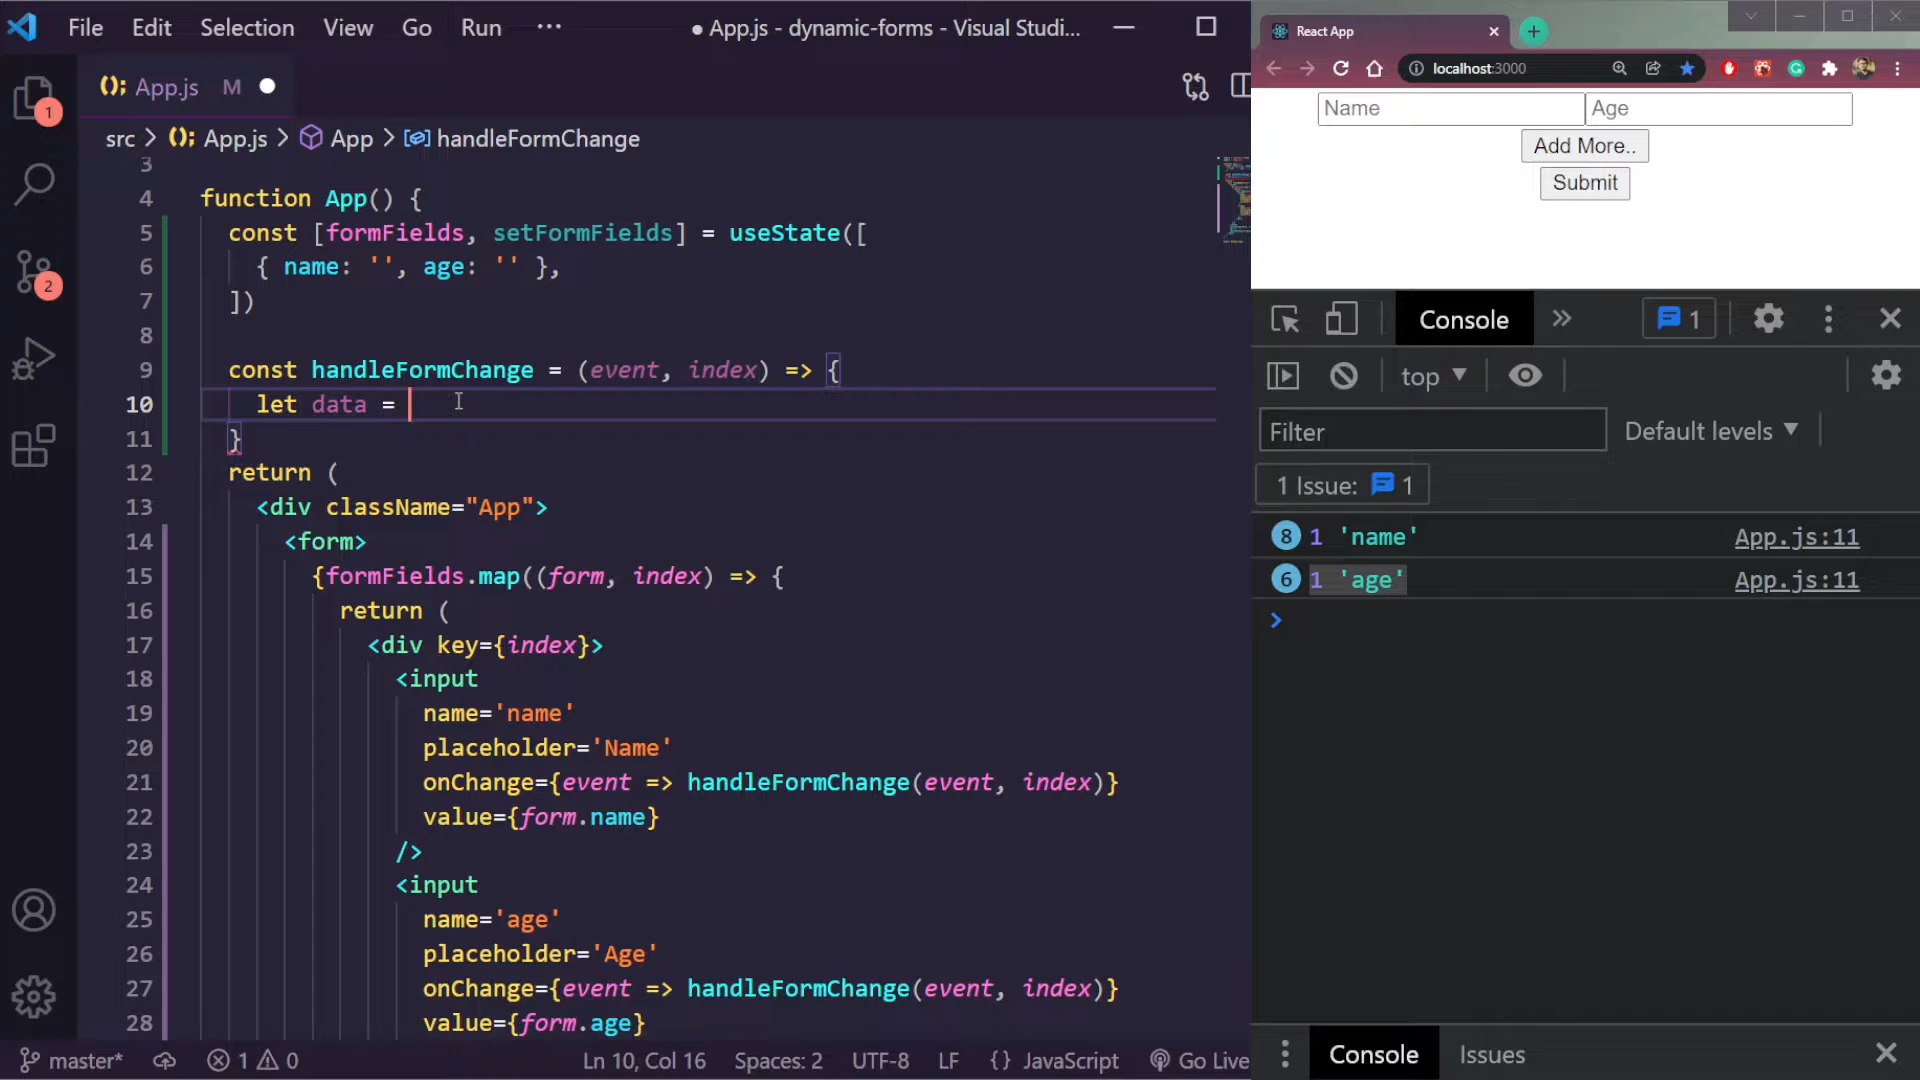 File Edit Selection View Go Run ··· ● App.js - dynamic-forms - Visual Studi...
App.js M
src > App.js > App > handleFormChange
1
2
3
4 function App() {
5 const [formFields, setFormFields] = useState([
6 { name: '', age: '' },
7 ])
8
9 const handleFormChange = (event, index) => {
10 let data =
11 }
12 return (
13 <div className="App">
14 <form>
15 {formFields.map((form, index) => {
16 return (
17 <div key={index}>
18 <input
19 name='name'
20 placeholder='Name'
21 onChange={event => handleFormChange(event, index)}
22 value={form.name}
23 />
24 <input
25 name='age'
26 placeholder='Age'
27 onChange={event => handleFormChange(event, index)}
28 value={form.age}
master* 1 0 Ln 10, Col 16 Spaces: 2 UTF-8 LF {} JavaScript Go Live
React App
localhost:3000
Name Age
Add More..
Submit
Console 1
top
Filter Default levels
1 Issue: 1
8 1 'name' App.js:11
6 1 'age' App.js:11
Console Issues